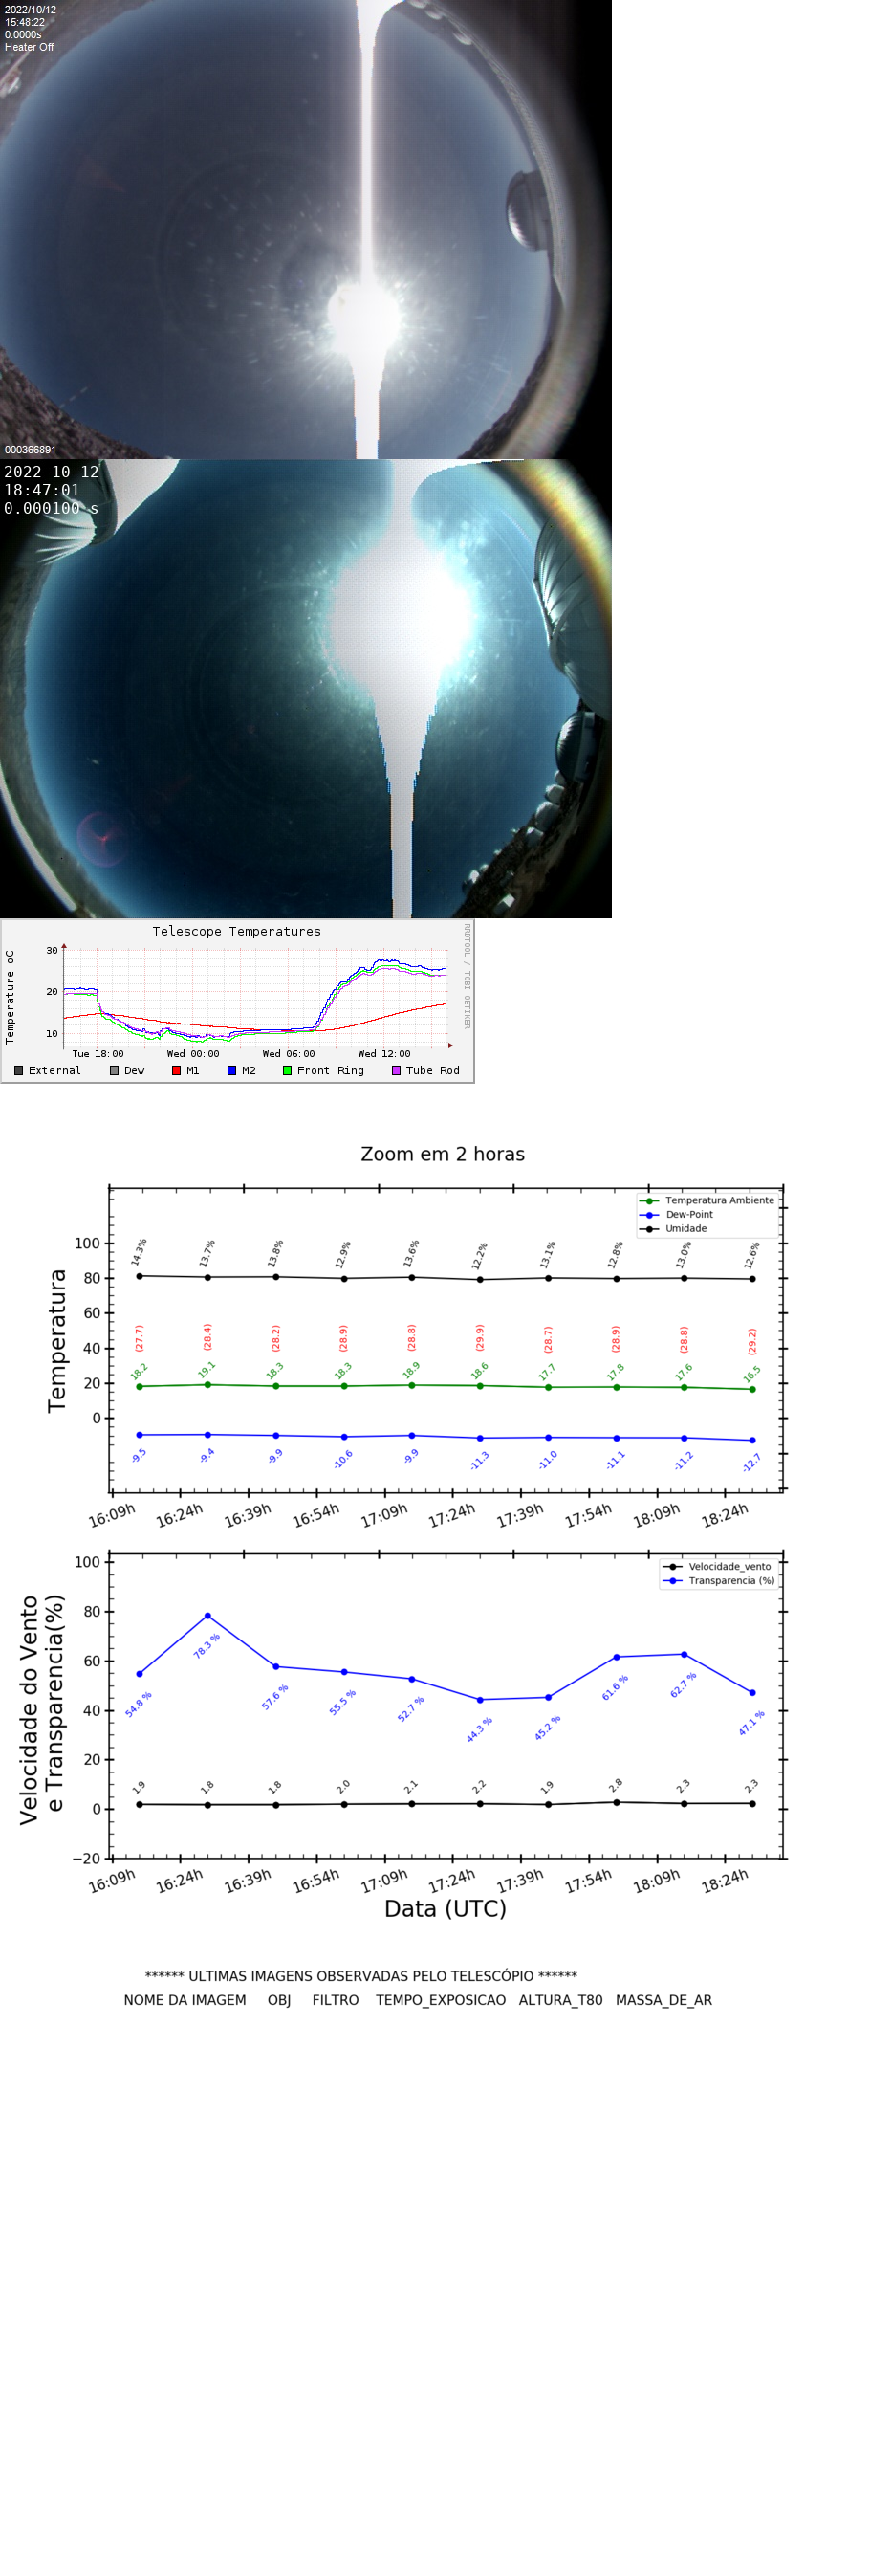 2022/10/12
15:48:22
0.0000s
Heater Off
000366891
2022-10-12
18:47:01
0.000100 s
Telescope Temperatures
RRDTOOL / TOBI OETIKER
Temperature oC
30
20
10
Tue 18:00 Wed 00:00 Wed 06:00 Wed 12:00
External Dew M1 M2 Front Ring Tube Rod
Zoom em 2 horas
Temperatura
Temperatura Ambiente
Dew-Point
Umidade
100
80
60
40
20
0
14.3% 13.7% 13.8% 12.9% 13.6% 12.2% 13.1% 12.8% 13.0% 12.6%
(27.7) (28.4) (28.2) (28.9) (28.8) (29.9) (28.7) (28.9) (28.8) (29.2)
18.2 19.1 18.3 18.3 18.9 18.6 17.7 17.8 17.6 16.5
-9.5 -9.4 -9.9 -10.6 -9.9 -11.3 -11.0 -11.1 -11.2 -12.7
16:09h 16:24h 16:39h 16:54h 17:09h 17:24h 17:39h 17:54h 18:09h 18:24h
Velocidade do Vento
e Transparencia(%)
Velocidade_vento
Transparencia (%)
100
80
60
40
20
0
−20
54.8 % 78.3 % 57.6 % 55.5 % 52.7 % 44.3 % 45.2 % 61.6 % 62.7 % 47.1 %
1.9 1.8 1.8 2.0 2.1 2.2 1.9 2.8 2.3 2.3
16:09h 16:24h 16:39h 16:54h 17:09h 17:24h 17:39h 17:54h 18:09h 18:24h
Data (UTC)
****** ULTIMAS IMAGENS OBSERVADAS PELO TELESCÓPIO ******
NOME DA IMAGEM OBJ FILTRO TEMPO_EXPOSICAO ALTURA_T80 MASSA_DE_AR